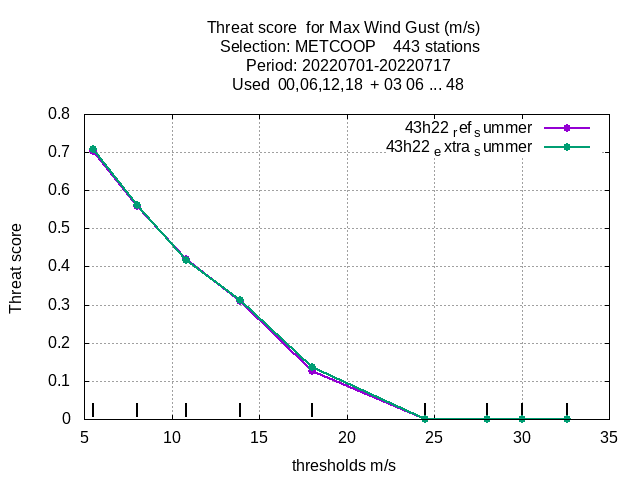 Threat score  for Max Wind Gust (m/s)
Selection: METCOOP    443 stations
Period: 20220701-20220717
Used  00,06,12,18  + 03 06 ... 48
43h22 ref summer
43h22 extra summer
0.8
0.7
0.6
0.5
0.4
0.3
0.2
0.1
0
Threat score
5 10 15 20 25 30 35
thresholds m/s